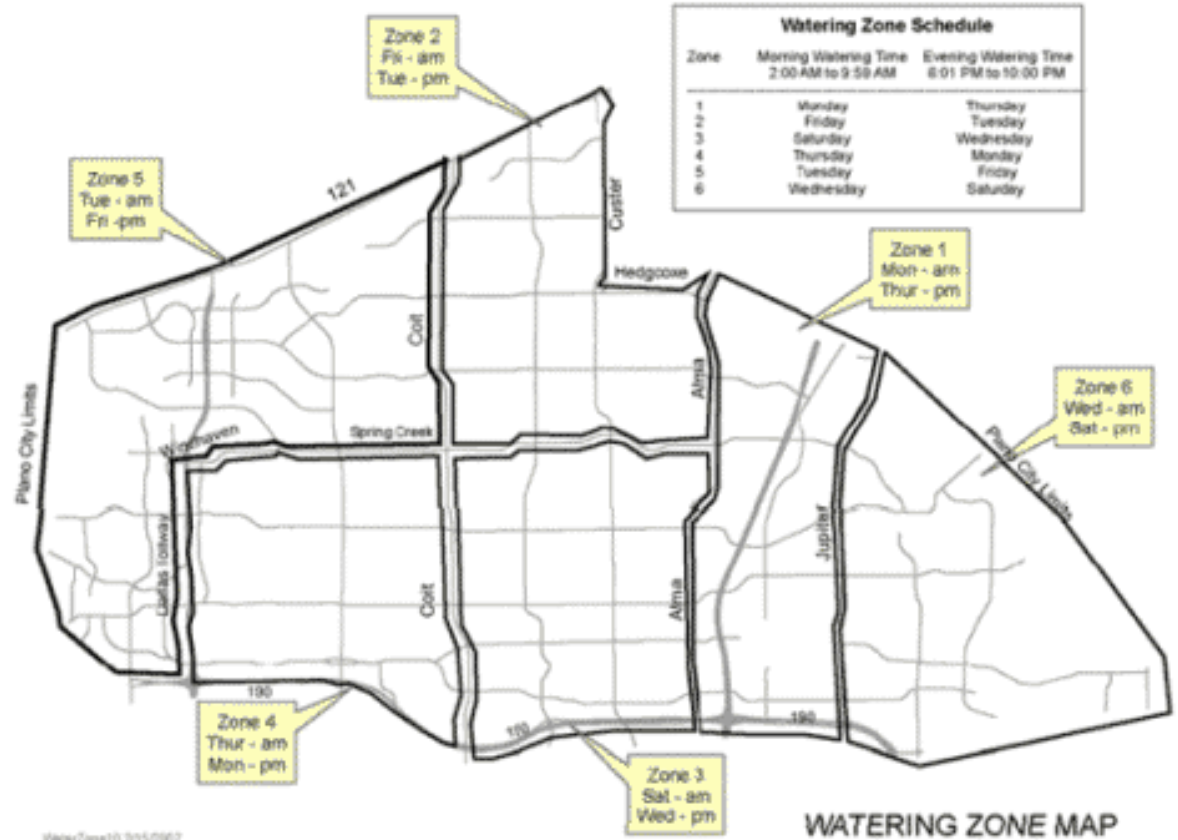 Zone 2
Fri - am
Tue - pm
Watering Zone Schedule
Zone Morning Watering Time Evening Watering Time
2:00 AM to 9:59 AM 6:01 PM to 10:00 PM
1 Monday Thursday
2 Friday Tuesday
3 Saturday Wednesday
4 Thursday Monday
5 Tuesday Friday
6 Wednesday Saturday
Zone 5
Tue - am
Fri -pm
121
Custer
Hedgcoxe
Zone 1
Mon - am
Thur - pm
Coit
Alma
Zone 6
Wed - am
Sat - pm
Plano City Limits
Windhaven
Spring Creek
Plano City Limits
Dallas Tollway
Coit
Alma
Jupiter
190
190
190
Zone 4
Thur - am
Mon - pm
Zone 3
Sat - am
Wed - pm
WATERING ZONE MAP